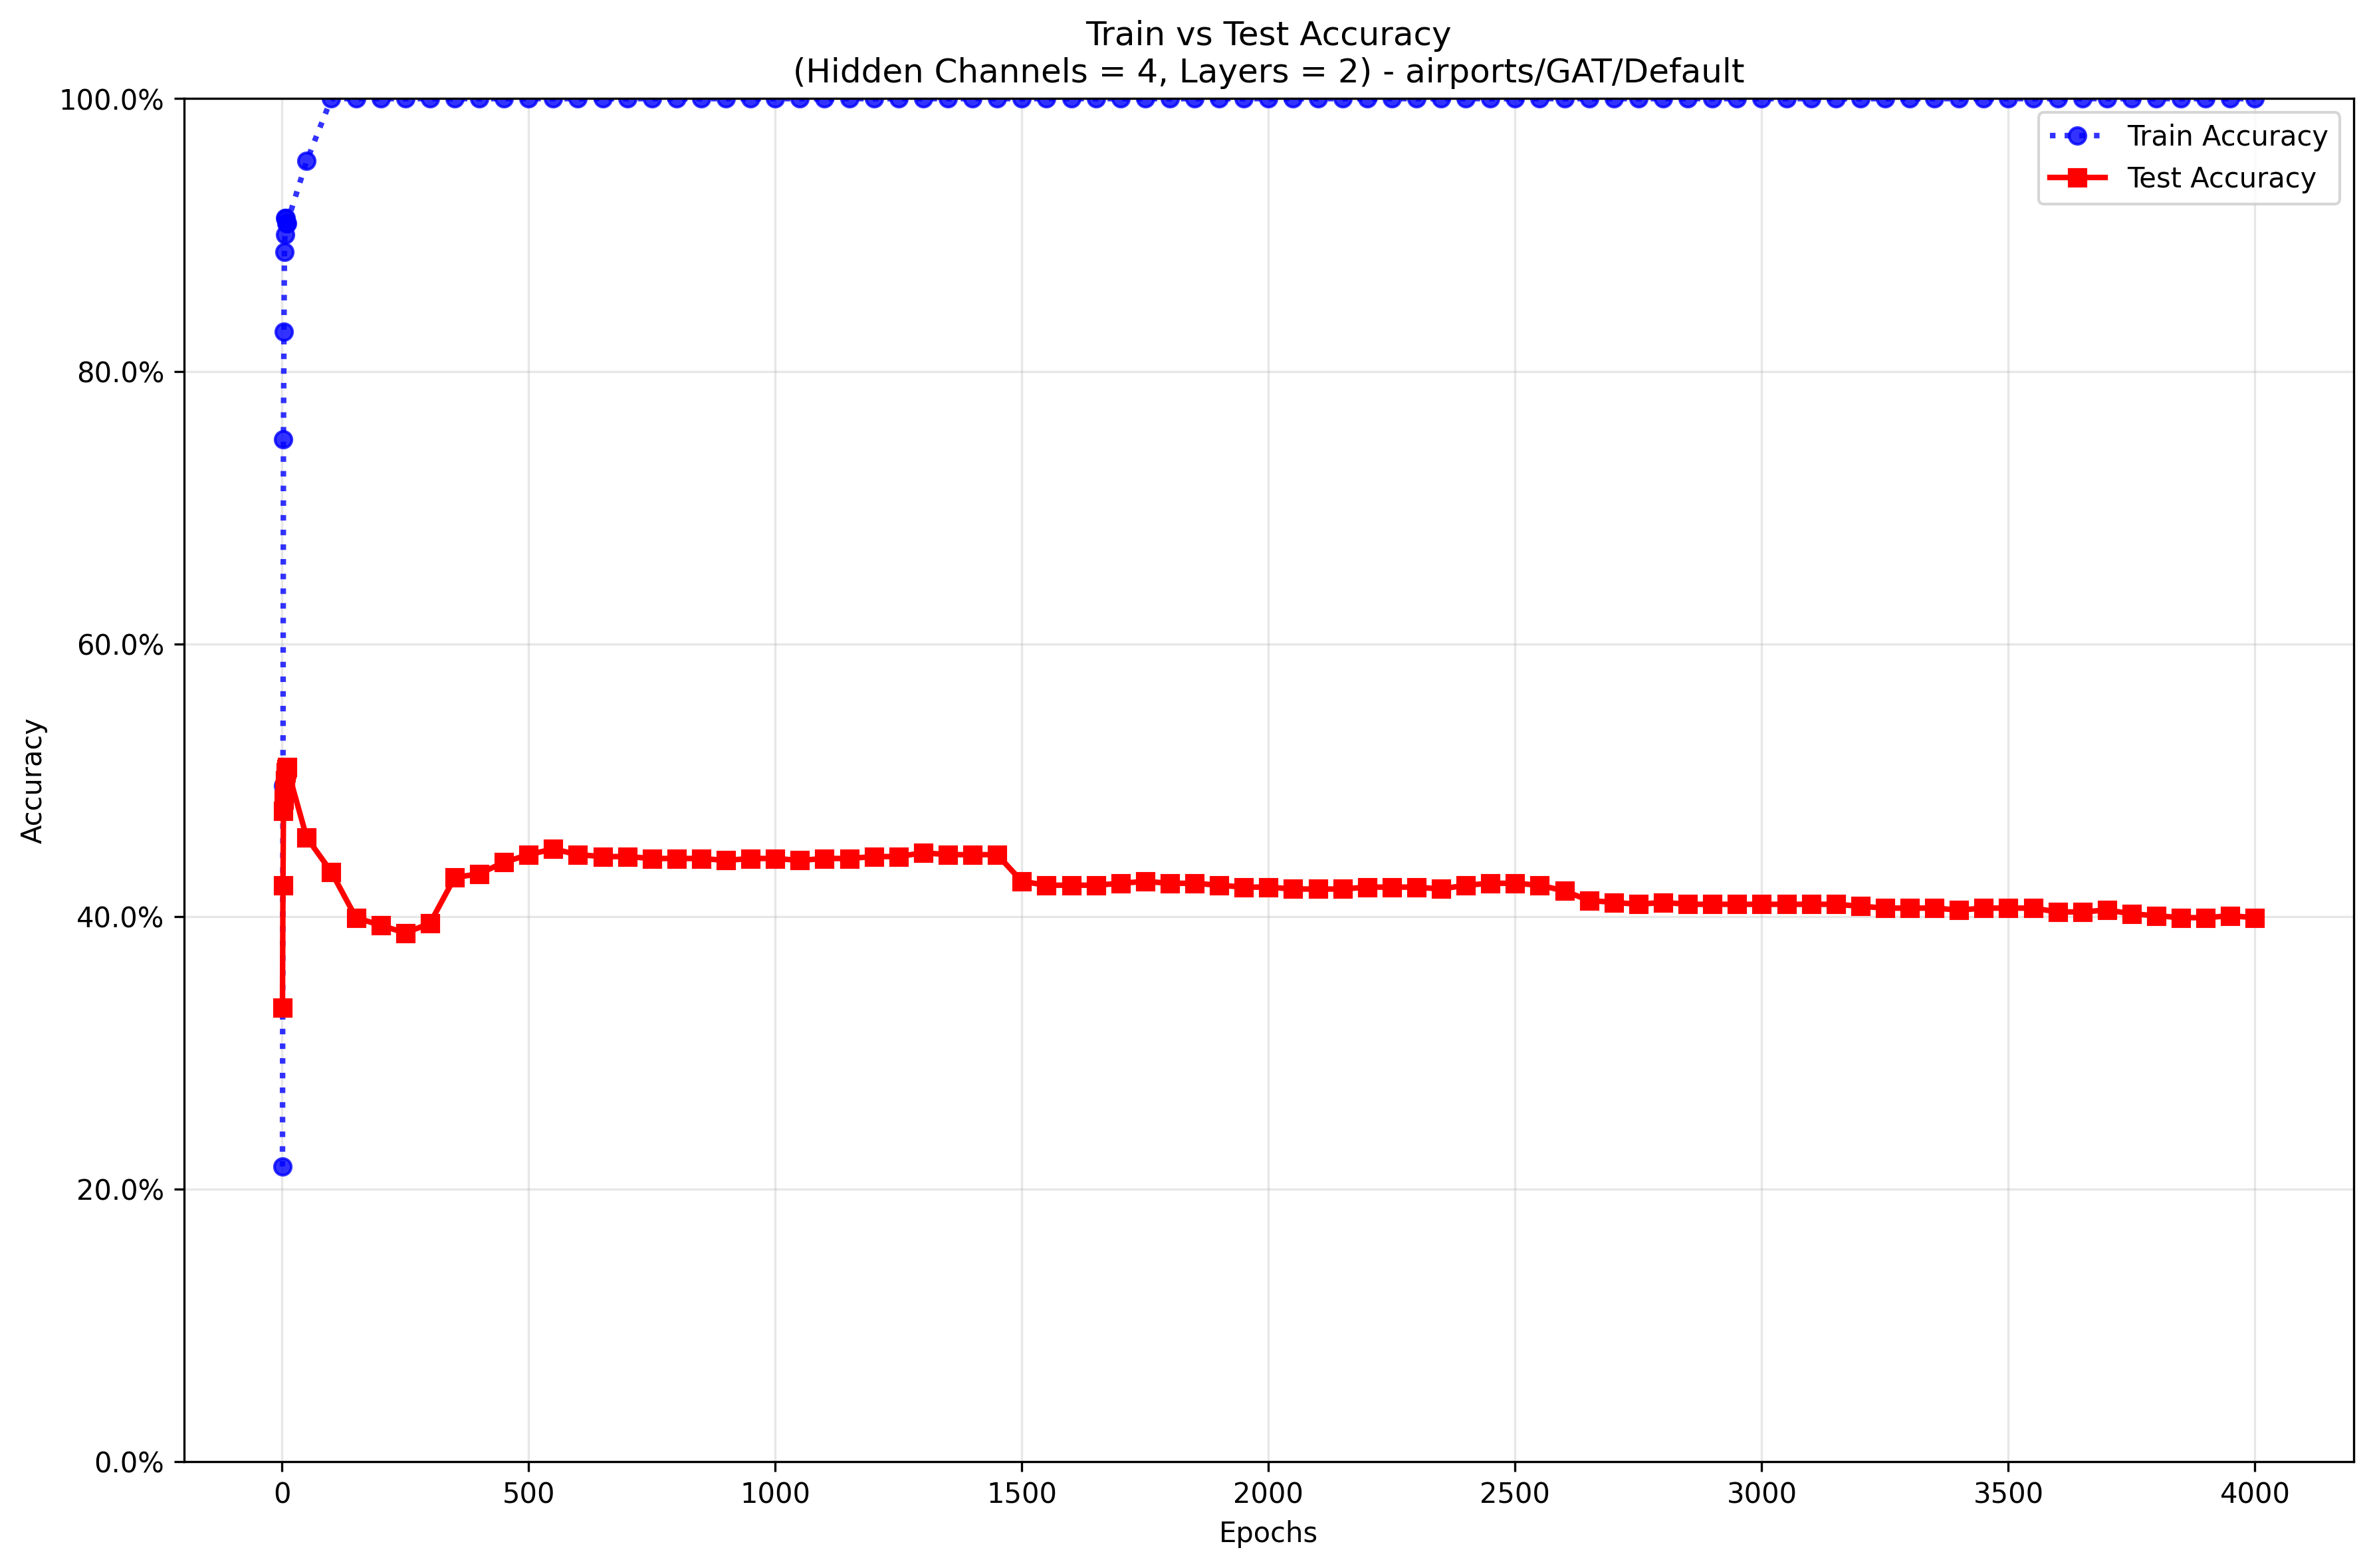 Train vs Test Accuracy
(Hidden Channels = 4, Layers = 2) - airports/GAT/Default
100.0%
80.0%
60.0%
40.0%
20.0%
0.0%
Accuracy
Train Accuracy
Test Accuracy
0
500
1000
1500
2000
2500
3000
3500
4000
Epochs